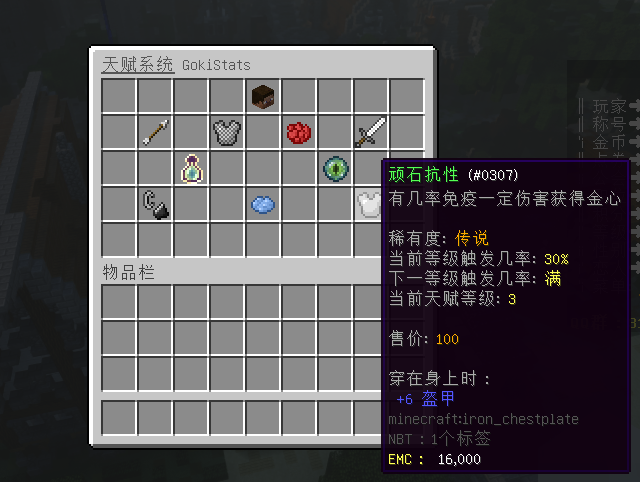 天赋系统 GokiStats
玩家
称号
金币
顽石抗性 (#0307)
有几率免疫一定伤害获得金心
稀有度: 传说
当前等级触发几率: 30%
下一等级触发几率: 满
当前天赋等级: 3
售价: 100
穿在身上时：
+6 盔甲
minecraft:iron_chestplate
NBT：1个标签
EMC： 16,000
物品栏